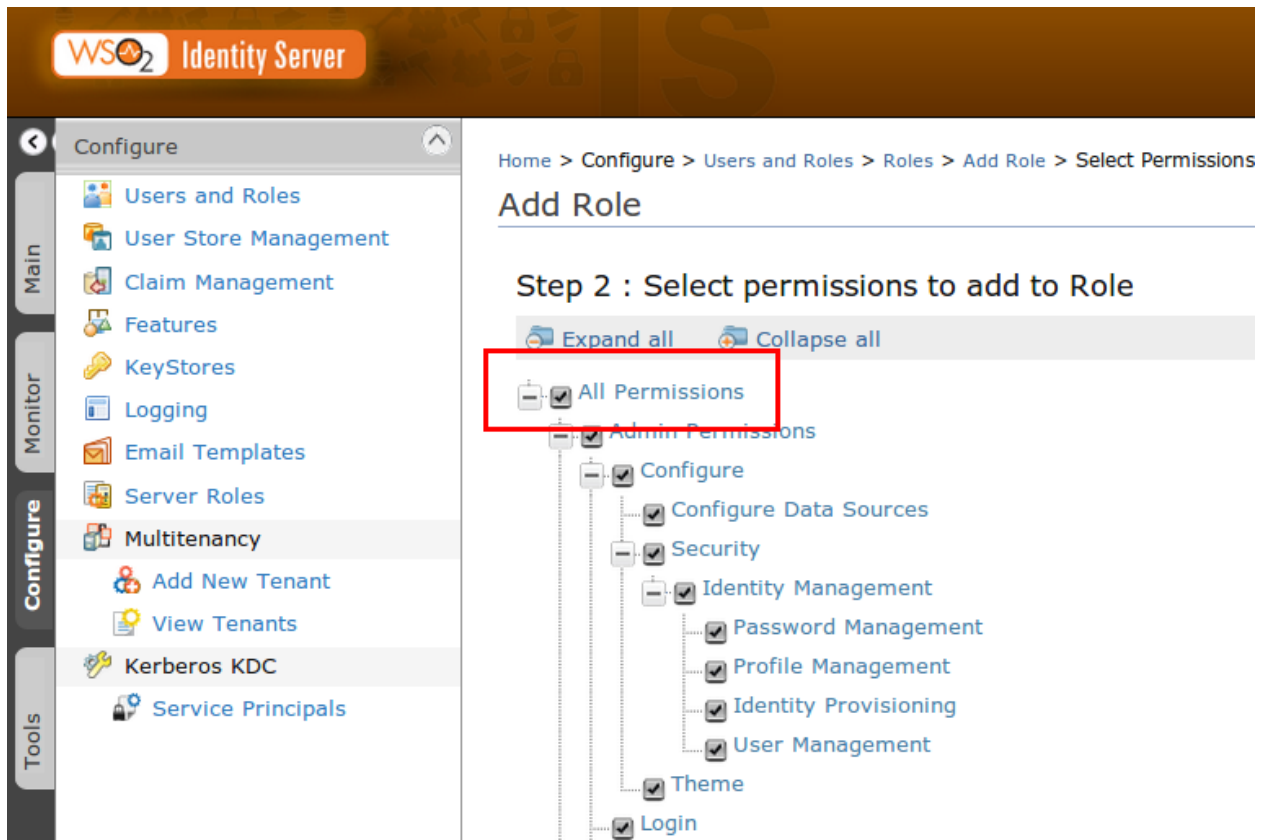 WSO2 Identity Server
Configure
Users and Roles
User Store Management
Claim Management
Features
KeyStores
Logging
Email Templates
Server Roles
Multitenancy
Add New Tenant
View Tenants
Kerberos KDC
Service Principals
Main
Monitor
Configure
Tools
Home > Configure > Users and Roles > Roles > Add Role > Select Permissions
Add Role
Step 2 : Select permissions to add to Role
Expand all Collapse all
All Permissions
Admin Permissions
Configure
Configure Data Sources
Security
Identity Management
Password Management
Profile Management
Identity Provisioning
User Management
Theme
Login
IS